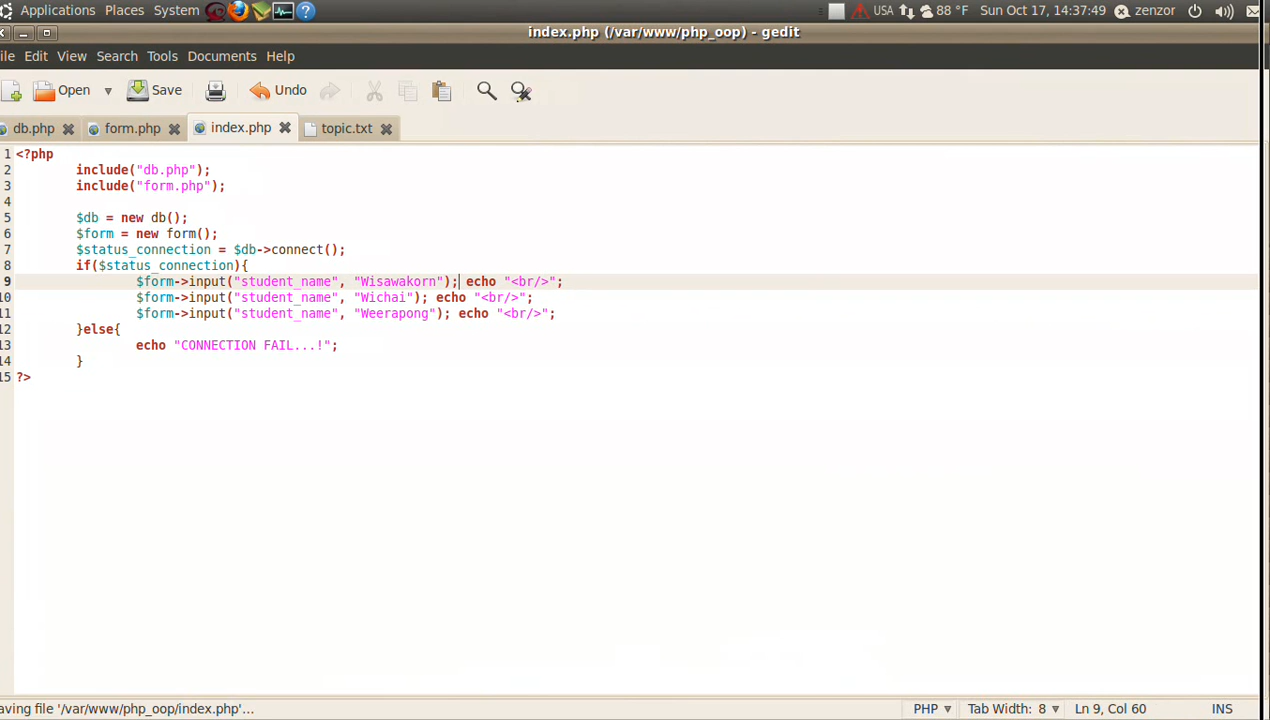 Applications Places System USA 88 °F Sun Oct 17, 14:37:49 zenzor
index.php (/var/www/php_oop) - gedit
ile Edit View Search Tools Documents Help
Open Save Undo
db.php form.php index.php topic.txt
1 <?php
2 include("db.php");
3 include("form.php");
4
5 $db = new db();
6 $form = new form();
7 $status_connection = $db->connect();
8 if($status_connection){
9 $form->input("student_name", "Wisawakorn"); echo "<br/>";
10 $form->input("student_name", "Wichai"); echo "<br/>";
11 $form->input("student_name", "Weerapong"); echo "<br/>";
12 }else{
13 echo "CONNECTION FAIL...!";
14 }
15 ?>
aving file '/var/www/php_oop/index.php'... PHP Tab Width: 8 Ln 9, Col 60 INS